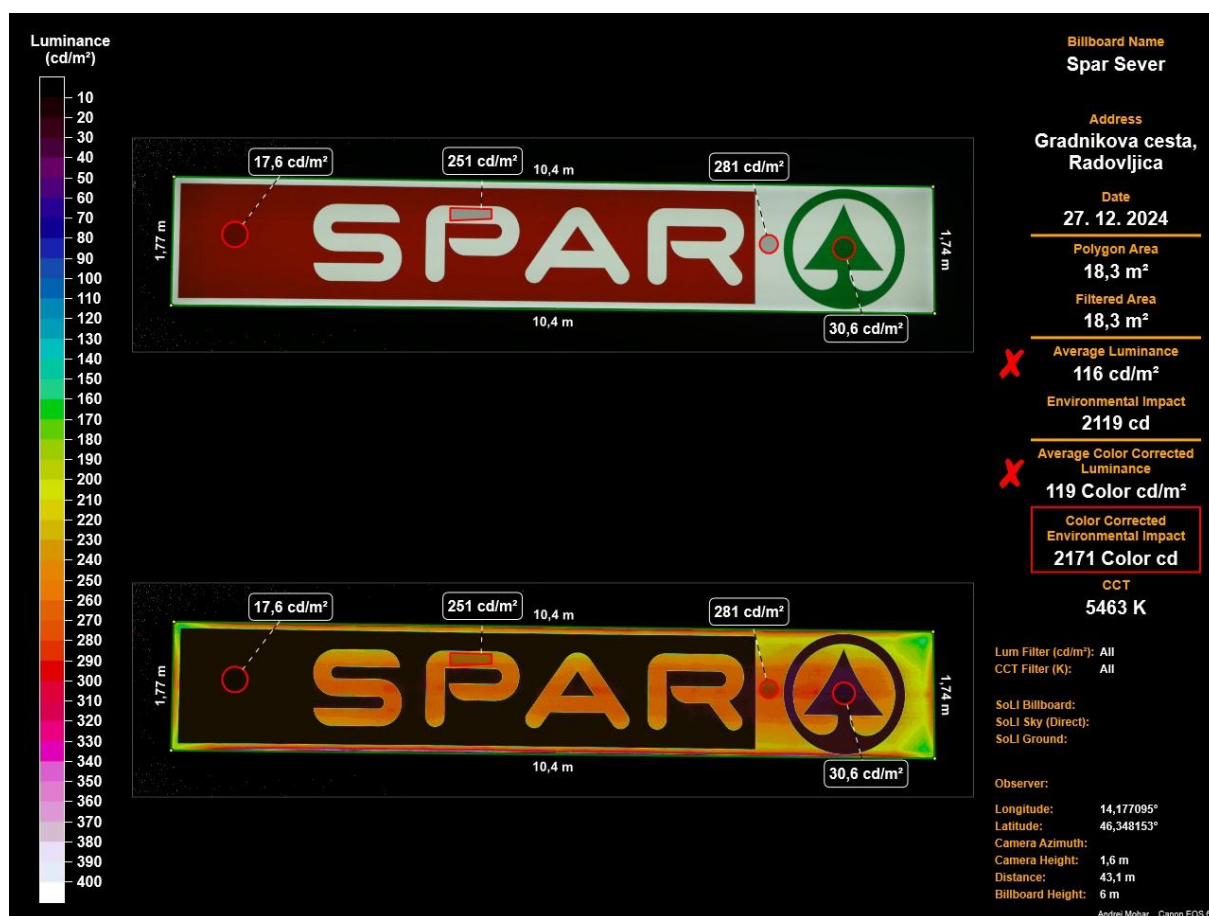 Luminance
(cd/m²)
10
20
30
40
50
60
70
80
90
100
110
120
130
140
150
160
170
180
190
200
210
220
230
240
250
260
270
280
290
300
310
320
330
340
350
360
370
380
390
400
17,6 cd/m²
251 cd/m²
10,4 m
281 cd/m²
1,77 m
SPAR
1,74 m
10,4 m
30,6 cd/m²
17,6 cd/m²
251 cd/m²
10,4 m
281 cd/m²
1,77 m
SPAR
1,74 m
10,4 m
30,6 cd/m²
Billboard Name
Spar Sever
Address
Gradnikova cesta,
Radovljica
Date
27. 12. 2024
Polygon Area
18,3 m²
Filtered Area
18,3 m²
Average Luminance
116 cd/m²
Environmental Impact
2119 cd
Average Color Corrected
Luminance
119 Color cd/m²
Color Corrected
Environmental Impact
2171 Color cd
CCT
5463 K
Lum Filter (cd/m²): All
CCT Filter (K): All
SoLI Billboard:
SoLI Sky (Direct):
SoLI Ground:
Observer:
Longitude: 14,177095°
Latitude: 46,348153°
Camera Azimuth:
Camera Height: 1,6 m
Distance: 43,1 m
Billboard Height: 6 m
Andrej Mohar Canon EOS